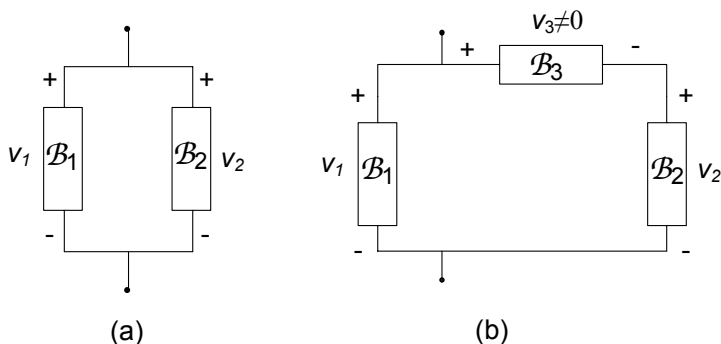 v₃≠0
+ + + -
ℬ₃
+ +
v₁ ℬ₁ ℬ₂ v₂ v₁ ℬ₁ ℬ₂ v₂
- - - -
(a) (b)